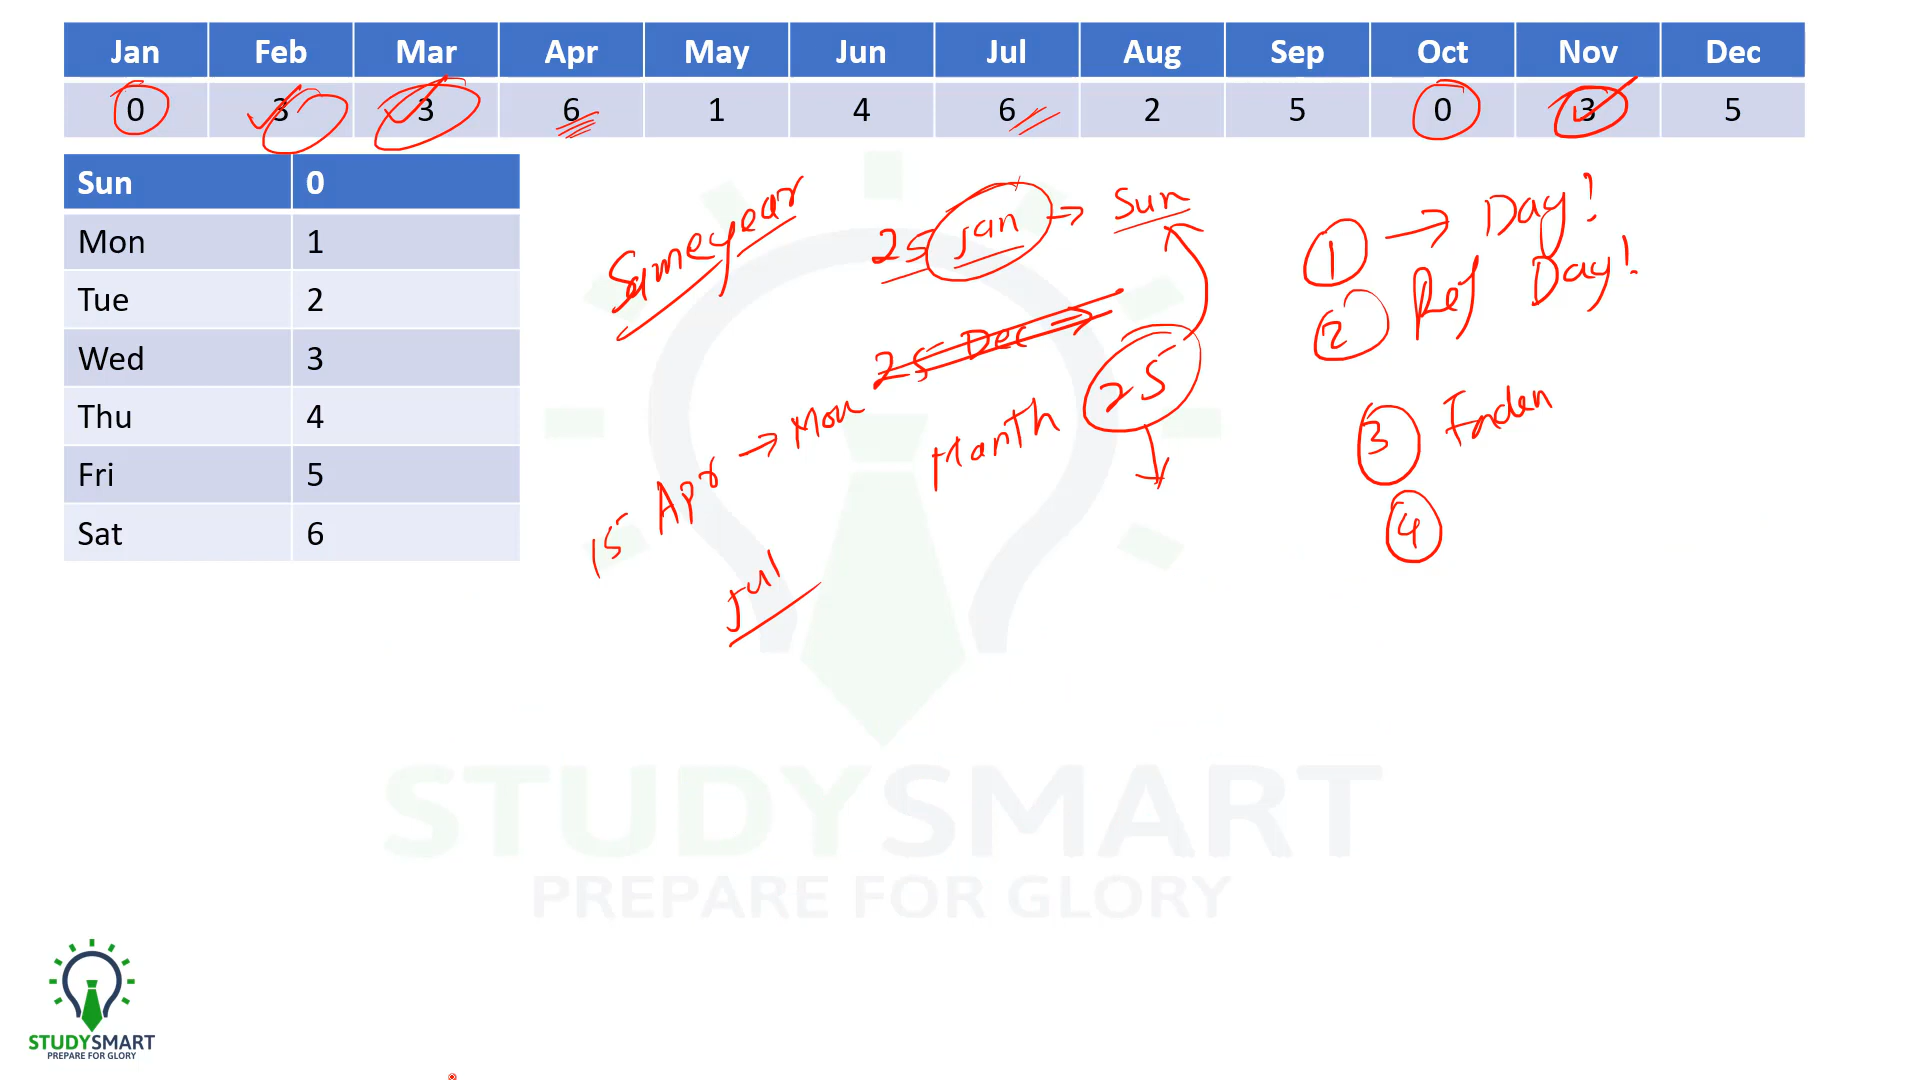 Jan Feb Mar Apr May Jun Jul Aug Sep Oct Nov Dec
0 3 3 6 1 4 6 2 5 0 3 5
Sun 0
Mon 1
Tue 2
Wed 3
Thu 4
Fri 5
Sat 6
Same year
25 Jan → Sun
25 Dec ⇒
Month 25
15 Apr → Mon
Jul
1 → Day!
2 Ref Day!
3
4
STUDYSMART
PREPARE FOR GLORY
STUDYSMART
PREPARE FOR GLORY